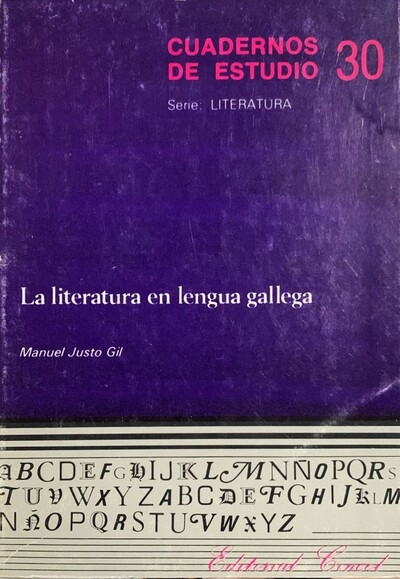 CUADERNOS
DE ESTUDIO 30
Serie: LITERATURA
La literatura en lengua gallega
Manuel Justo Gil
ABCDEFGHIJKLMNÑOPQRS
TUVWXYZABCDEFGHIJKLM
NÑOPQRSTUVWXYZ
Editorial Cincel